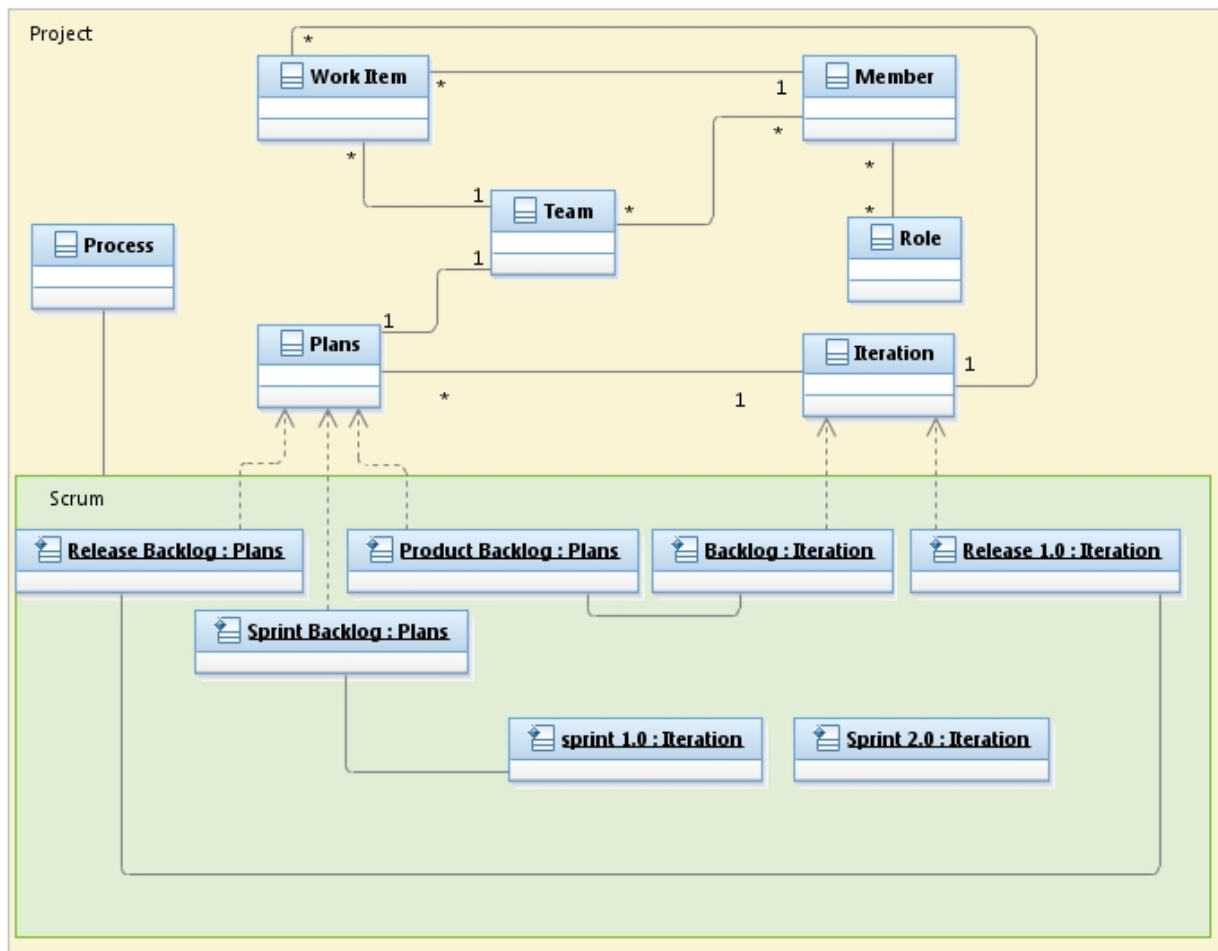 Project
*
Work Item
Member
*
1
*
*
*
1
*
*
Team
Role
Process
1
1
Plans
Iteration
1
*
1
Scrum
Release Backlog : Plans
Product Backlog : Plans
Backlog : Iteration
Release 1.0 : Iteration
Sprint Backlog : Plans
sprint 1.0 : Iteration
Sprint 2.0 : Iteration